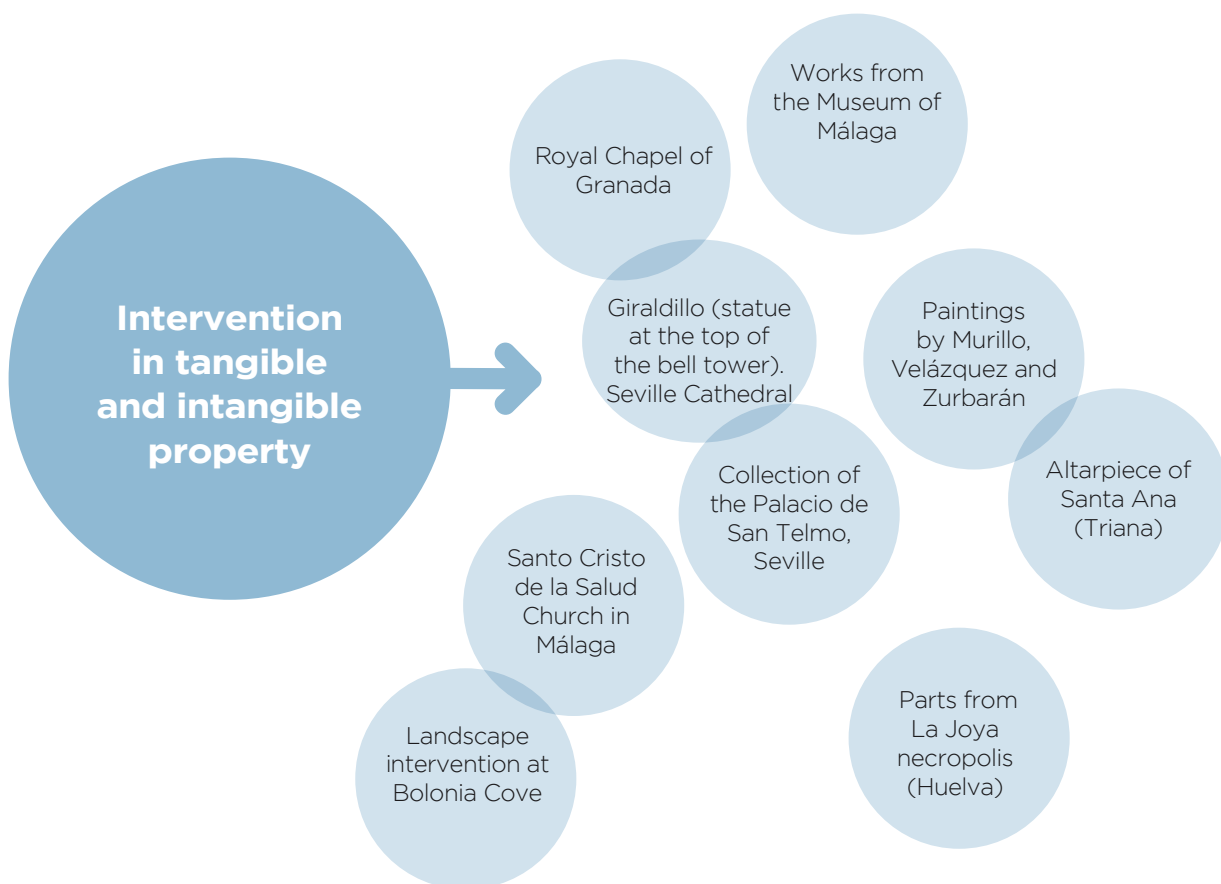 Intervention
in tangible
and intangible
property
Works from
the Museum of
Málaga
Royal Chapel of
Granada
Giraldillo (statue
at the top of
the bell tower).
Seville Cathedral
Paintings
by Murillo,
Velázquez and
Zurbarán
Collection of
the Palacio de
San Telmo,
Seville
Altarpiece of
Santa Ana
(Triana)
Santo Cristo
de la Salud
Church in
Málaga
Landscape
intervention at
Bolonia Cove
Parts from
La Joya
necropolis
(Huelva)